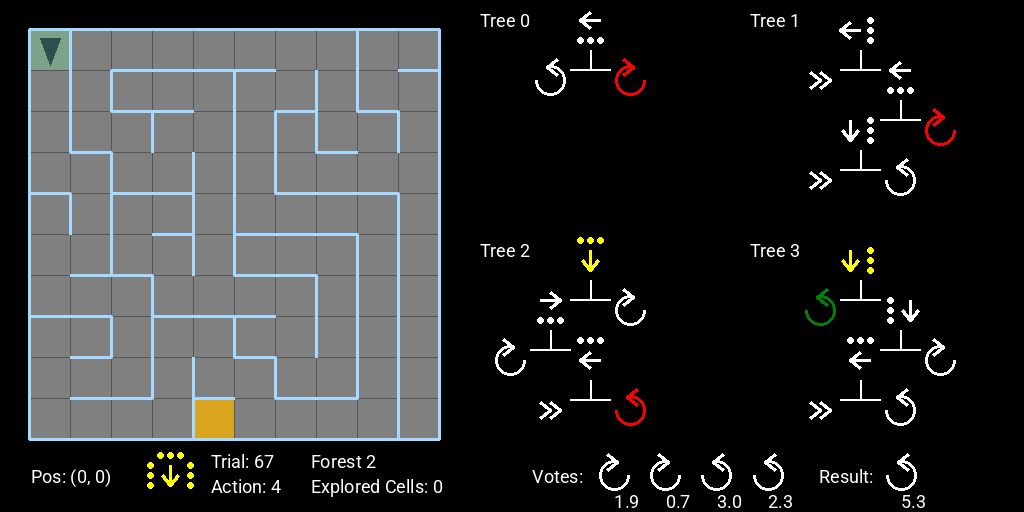 Tree 0
Tree 1
Tree 2
Tree 3
Pos: (0, 0)
Trial: 67
Forest 2
Action: 4
Explored Cells: 0
Votes:
1.9
0.7
3.0
2.3
Result:
5.3